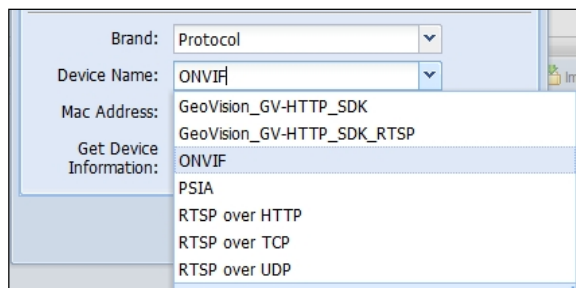 Brand: Protocol
Device Name: ONVIF
Mac Address:
Get Device
Information:
GeoVision_GV-HTTP_SDK
GeoVision_GV-HTTP_SDK_RTSP
ONVIF
PSIA
RTSP over HTTP
RTSP over TCP
RTSP over UDP
Im